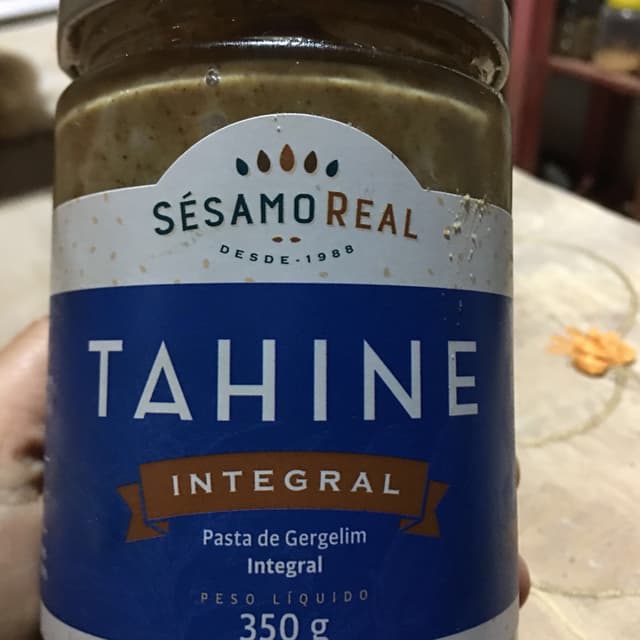 SÉSAMOREAL
DESDE-1988
TAHINE
INTEGRAL
Pasta de Gergelim
Integral
PESO LÍQUIDO
350 g